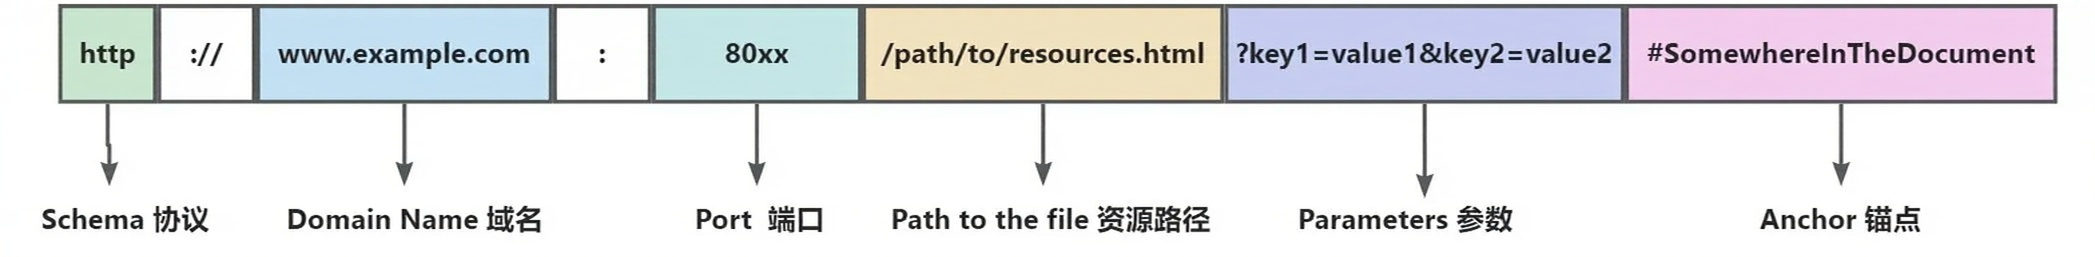 http :// www.example.com : 80xx /path/to/resources.html ?key1=value1&key2=value2 #SomewhereInTheDocument
Schema 协议 Domain Name 域名 Port 端口 Path to the file 资源路径 Parameters 参数 Anchor 锚点